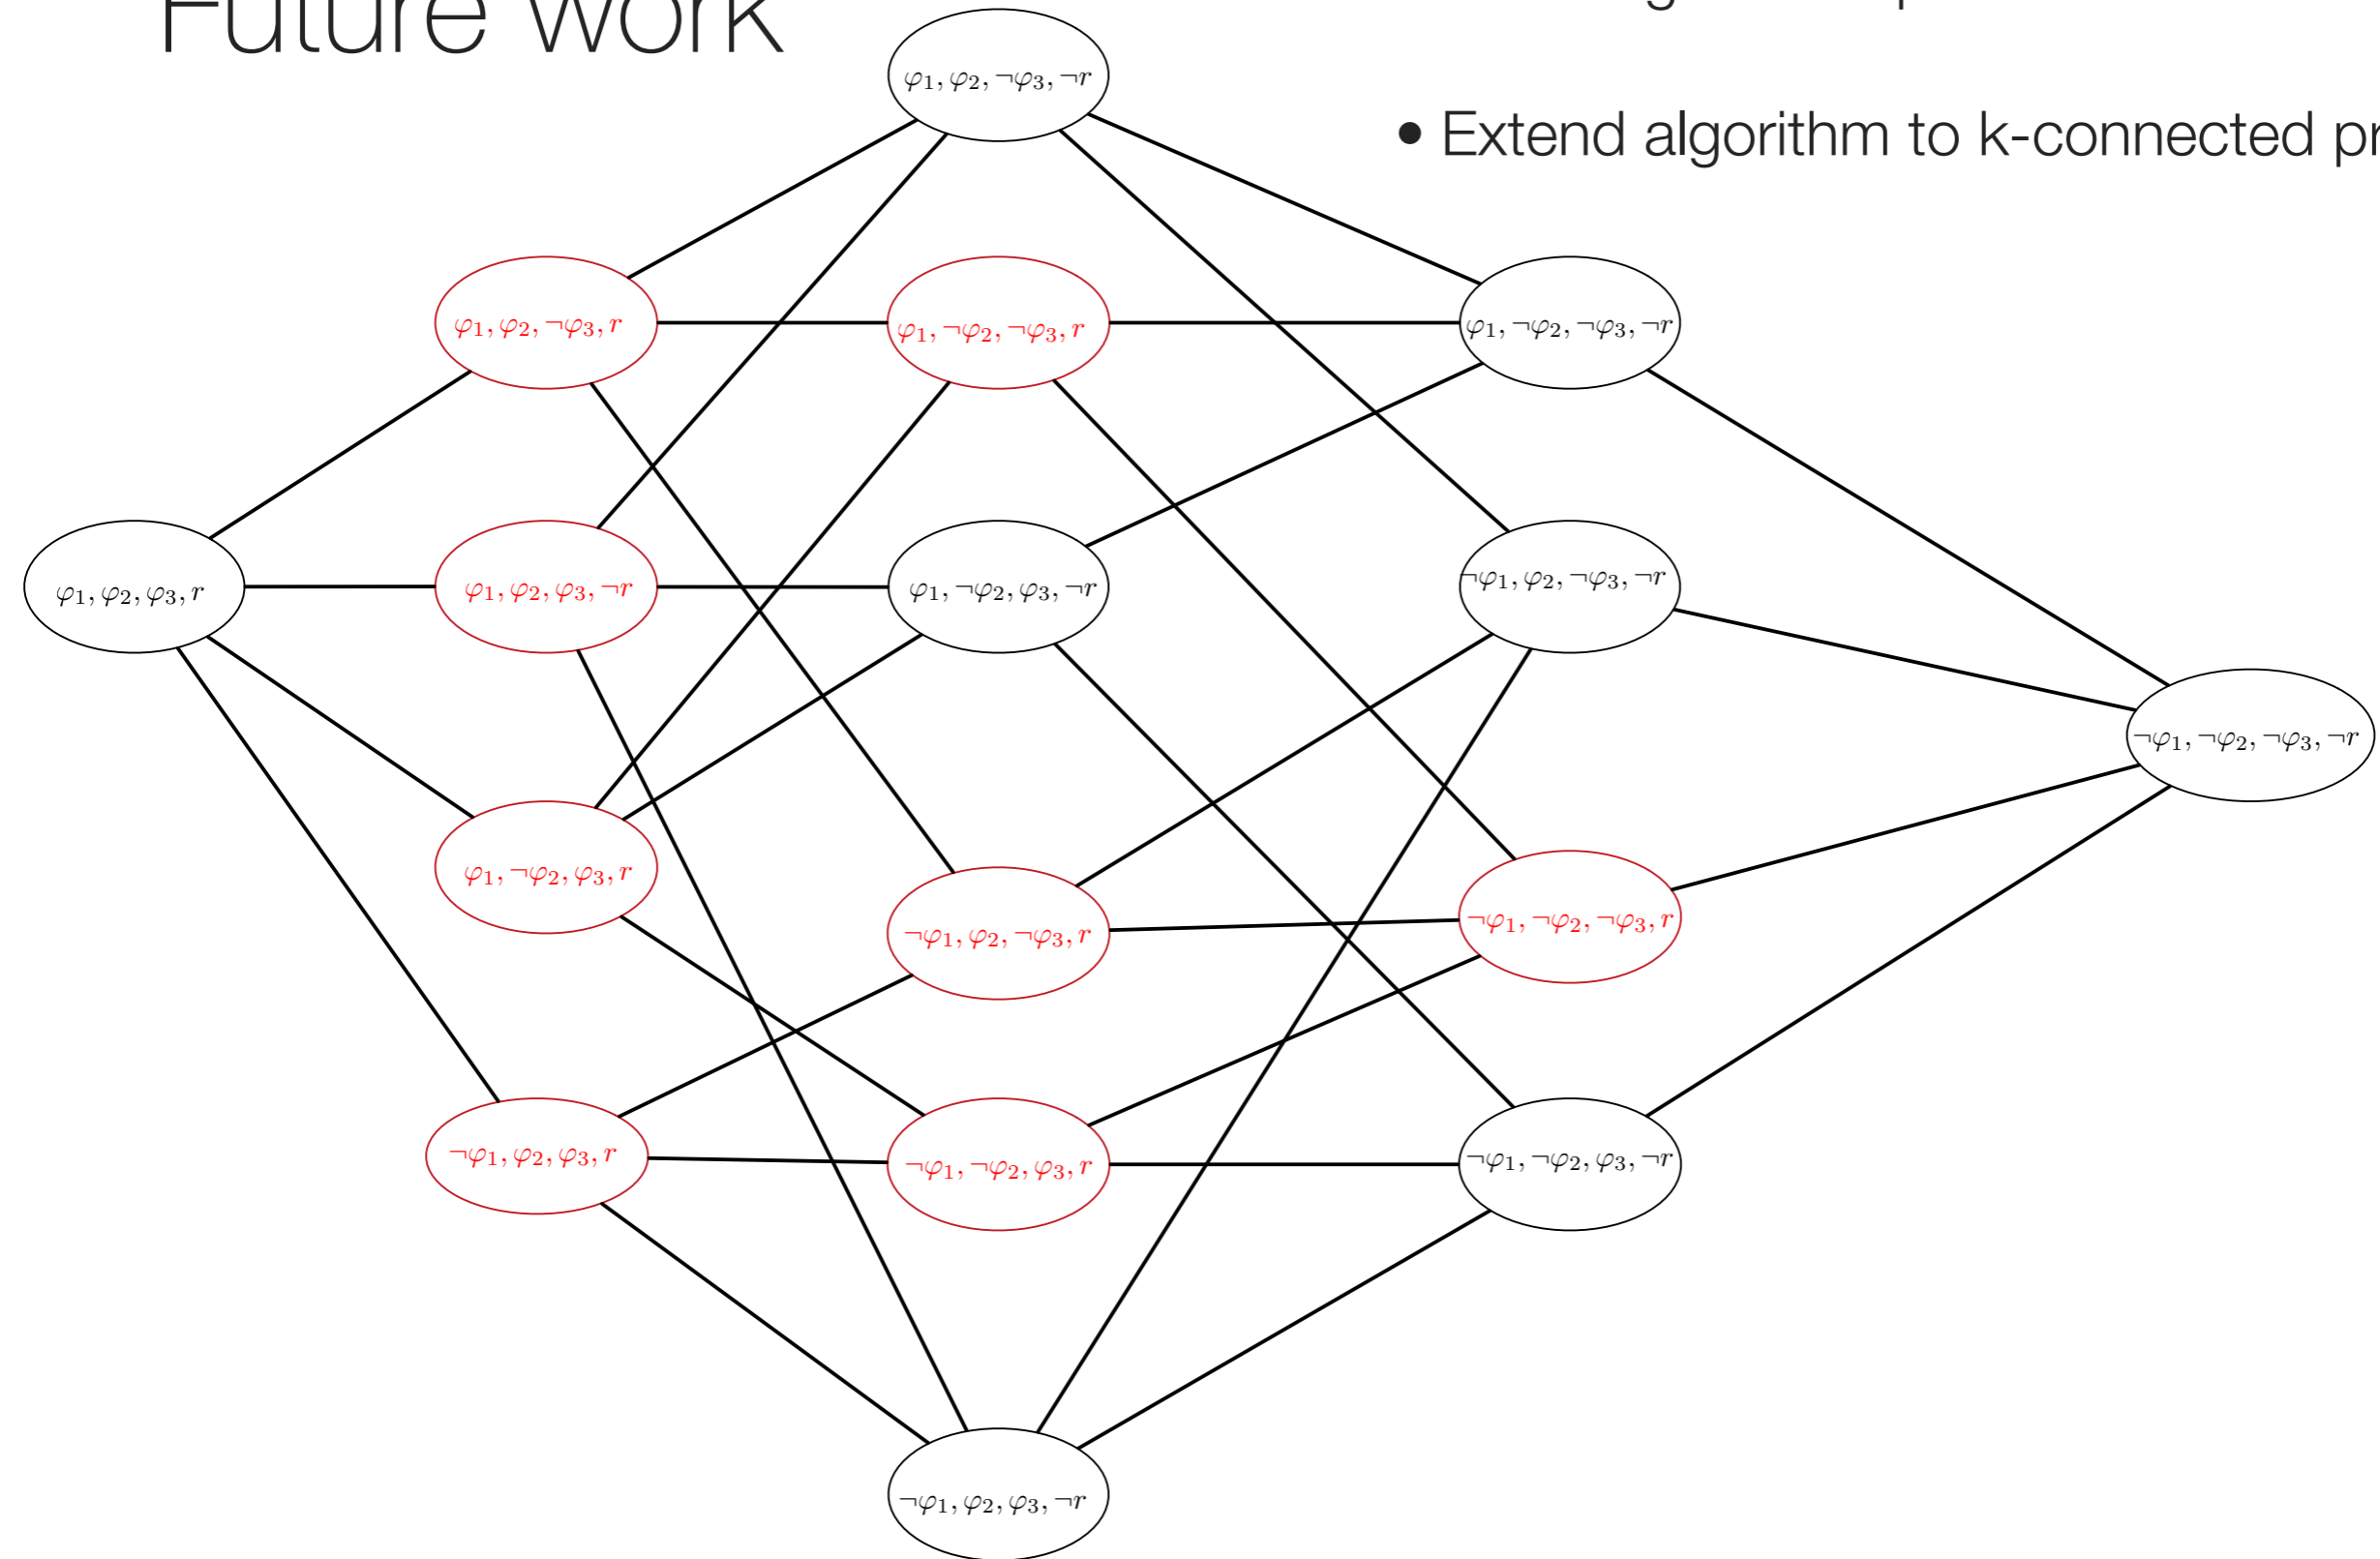 Future work
• Extend algorithm to k-connected
φ₁, φ₂, ¬φ₃, ¬r
φ₁, φ₂, ¬φ₃, r
φ₁, ¬φ₂, ¬φ₃, r
φ₁, ¬φ₂, ¬φ₃, ¬r
φ₁, φ₂, φ₃, r
φ₁, φ₂, φ₃, ¬r
φ₁, ¬φ₂, φ₃, ¬r
¬φ₁, φ₂, ¬φ₃, ¬r
¬φ₁, ¬φ₂, ¬φ₃, ¬r
φ₁, ¬φ₂, φ₃, r
¬φ₁, φ₂, ¬φ₃, r
¬φ₁, ¬φ₂, ¬φ₃, r
¬φ₁, φ₂, φ₃, r
¬φ₁, ¬φ₂, φ₃, r
¬φ₁, ¬φ₂, φ₃, ¬r
¬φ₁, φ₂, φ₃, ¬r